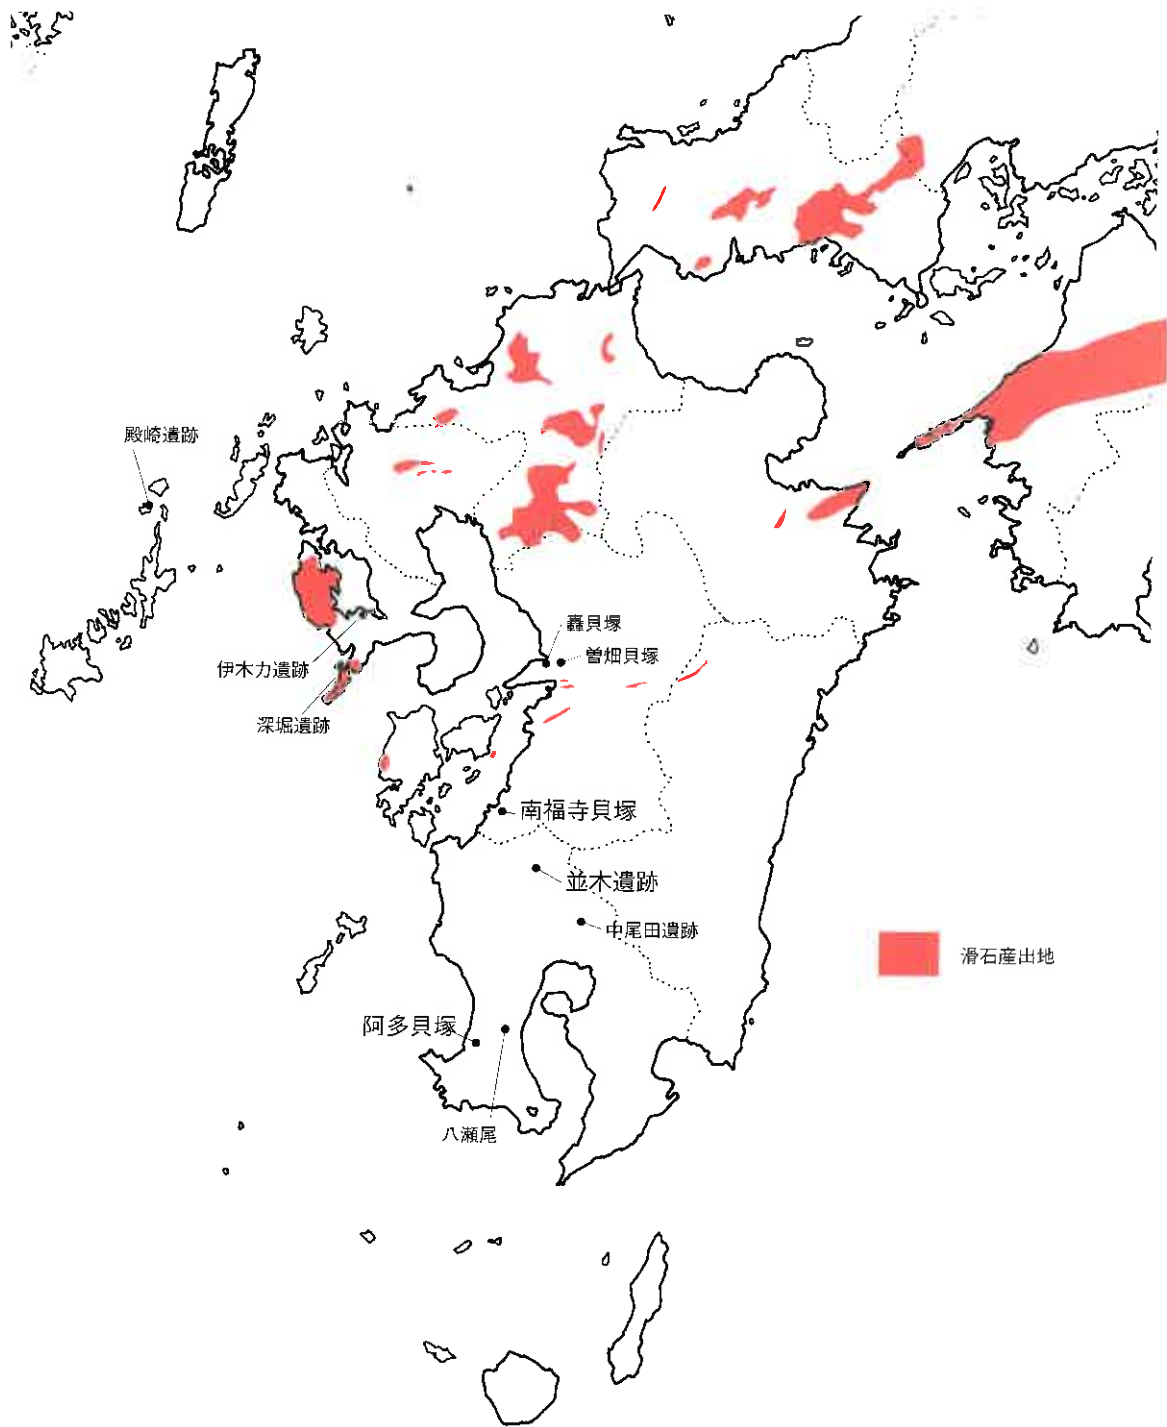 殿崎遺跡
轟貝塚
曽畑貝塚
伊木力遺跡
深堀遺跡
南福寺貝塚
並木遺跡
中尾田遺跡
滑石産出地
阿多貝塚
八瀬尾